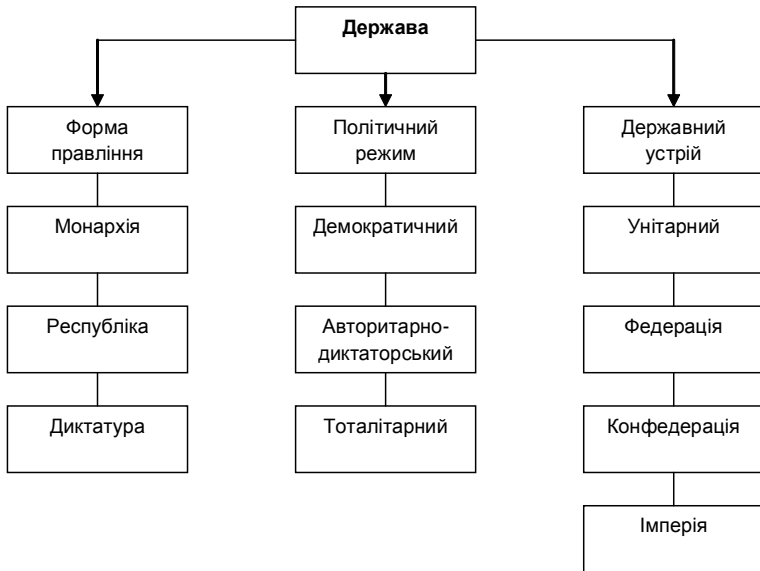 Держава
Форма
правління
Політичний
режим
Державний
устрій
Монархія
Демократичний
Унітарний
Республіка
Авторитарно-
диктаторський
Федерація
Диктатура
Тоталітарний
Конфедерація
Імперія